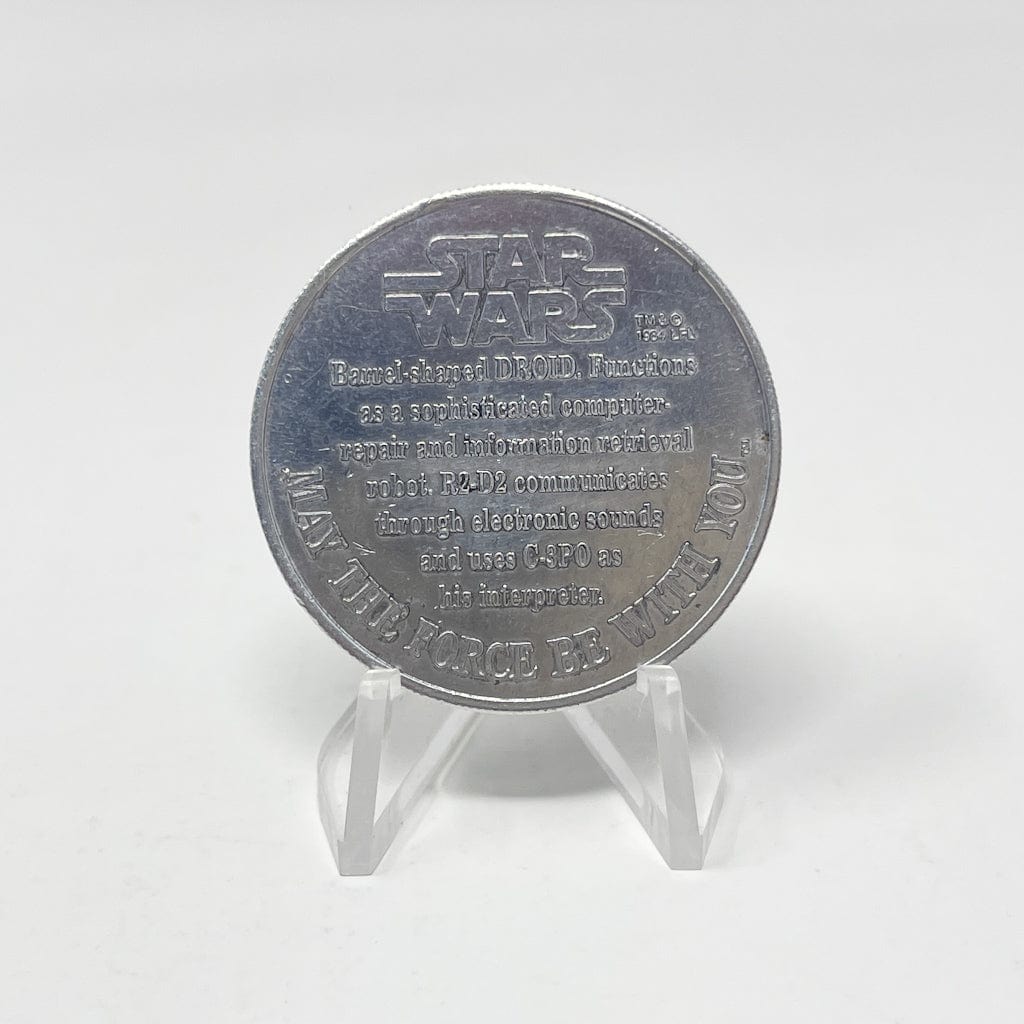 STAR
WARS
TM & ©
1984 LFL
Barrel-shaped DROID. Functions
as a sophisticated computer-
repair and information retrieval
robot. R2-D2 communicates
through electronic sounds
and uses C-3PO as
his interpreter.
MAY THE FORCE BE WITH YOU™